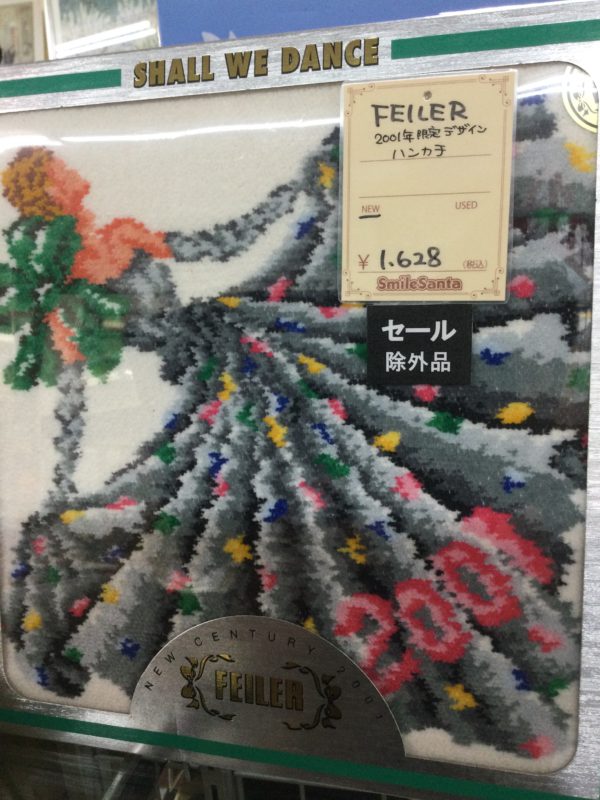 SHALL WE DANCE
FEILER
2001年限定デザイン
ハンカチ
NEW
USED
¥ 1.628 (税込)
SmileSanta
セール
除外品
2001
NEW CENTURY 2001
FEILER